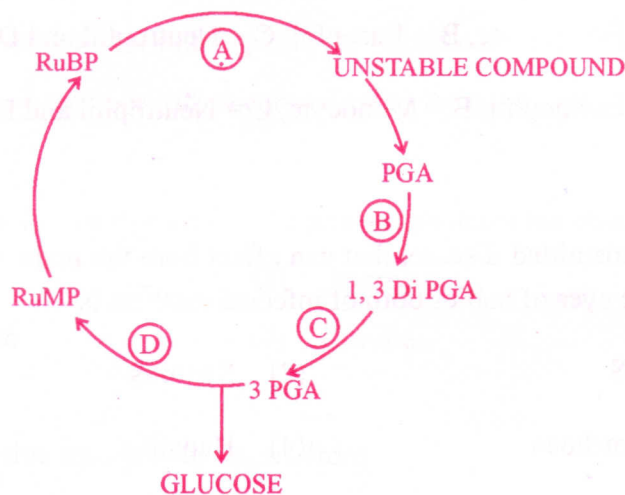 RuBP
A
UNSTABLE COMPOUND
PGA
B
1, 3 Di PGA
C
3 PGA
D
RuMP
GLUCOSE